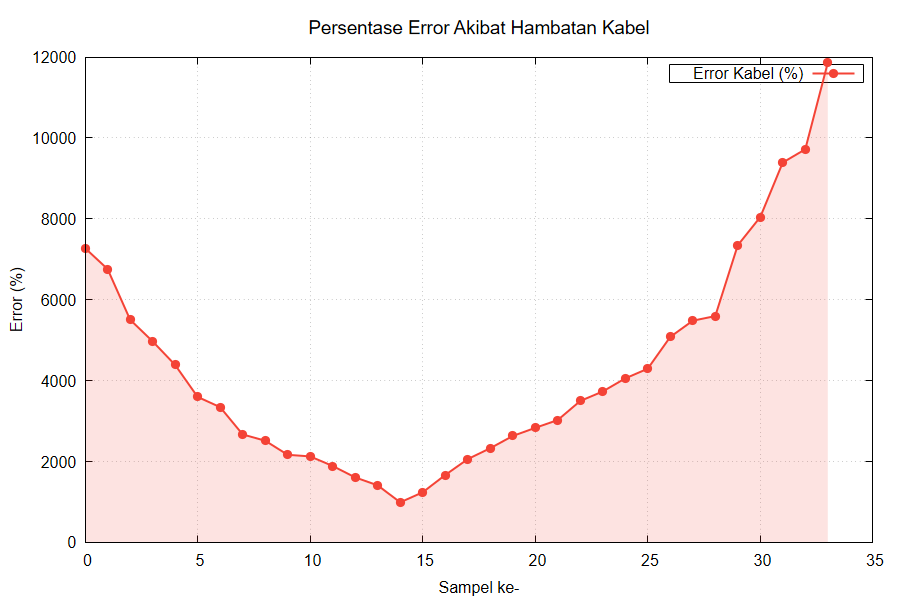 Persentase Error Akibat Hambatan Kabel
Error Kabel (%)
Error (%)
12000
10000
8000
6000
4000
2000
0
0 5 10 15 20 25 30 35
Sampel ke-